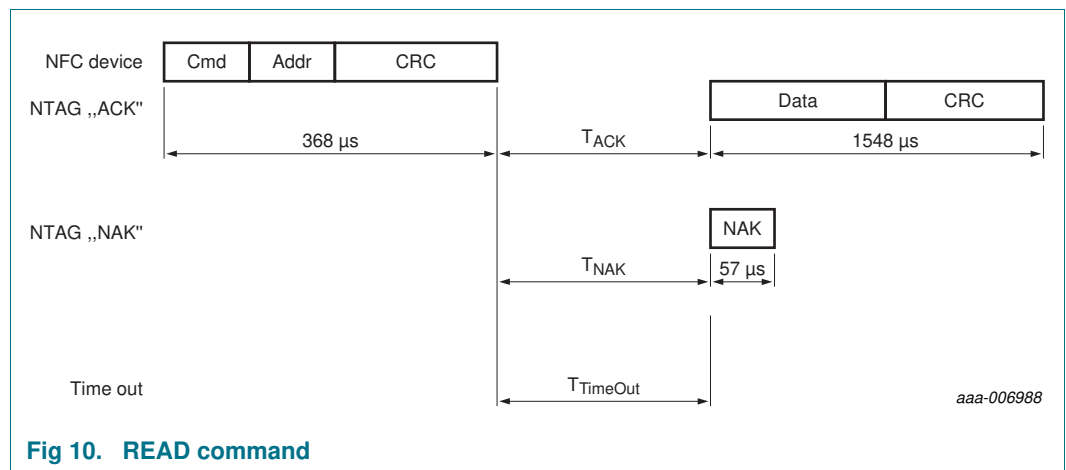 NFC device Cmd Addr CRC
NTAG „ACK" Data CRC
368 µs TACK 1548 µs
NTAG „NAK" NAK
TNAK 57 µs
Time out TTimeOut aaa-006988
Fig 10. READ command